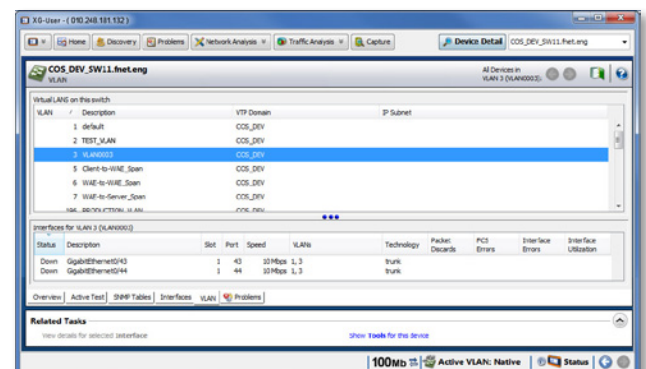 XG-User - ( 010.248.181.132 )
Home Discovery Problems Network Analysis Traffic Analysis Capture Device Detail COS_DEV_SW11.fnet.eng
COS_DEV_SW11.fnet.eng
VLAN
All Devices in
VLAN 3 (VLAN0003):
Virtual LANS on this switch
VLAN Description VTP Domain IP Subnet
1 default COS_DEV
2 TEST_VLAN COS_DEV
3 VLAN0003 COS_DEV
5 Client-to-WAE_Span COS_DEV
6 WAE-to-WAE_Span COS_DEV
7 WAE-to-Server_Span COS_DEV
196 PRODUCTION_VLAN COS_DEV
Interfaces for VLAN 3 (VLAN0003)
Status Description Slot Port Speed VLANs Technology Packet Discards FCS Errors Interface Errors Interface Utilization
Down GigabitEthernet0/43 1 43 10 Mbps 1, 3 trunk
Down GigabitEthernet0/44 1 44 10 Mbps 1, 3 trunk
Overview Active Test SNMP Tables Interfaces VLAN Problems
Related Tasks
View details for selected Interface Show Tools for this device
100Mb Active VLAN: Native Status